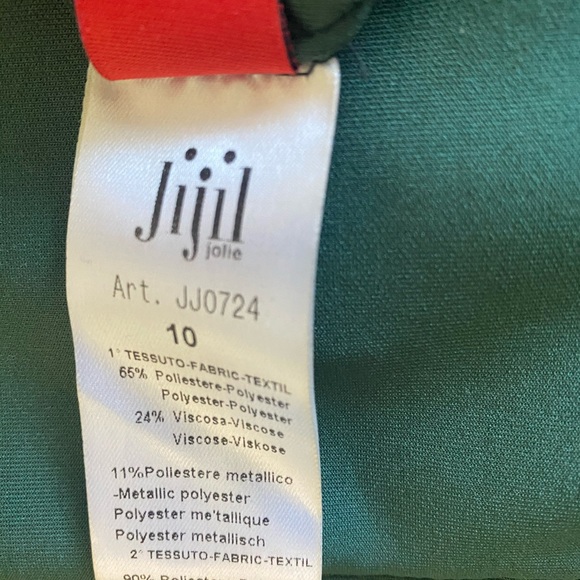 Jijil
jolie
Art. JJ0724
10
1° TESSUTO-FABRIC-TEXTIL
65% Poliestere-Polyester
Polyester-Polyester
24% Viscosa-Viscose
Viscose-Viskose
11%Poliestere metallico
-Metallic polyester
Polyester me'tallique
Polyester metallisch
2° TESSUTO-FABRIC-TEXTIL
90%